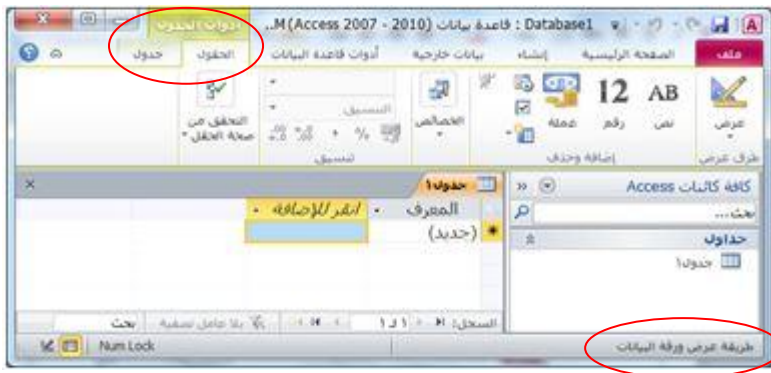 Database1 : قاعدة بيانات (Access 2007 - 2010) M...
أدوات الجدول
ملف الصفحة الرئيسية إنشاء بيانات خارجية أدوات قاعدة البيانات الحقول جدول
عرض
AB نص
12 رقم
عملة
الخصائص
التنسيق
%
التحقق من صحة الحقل
طرق عرض إضافة وحذف تنسيق
كافة كائنات Access
بحث...
جداول
جدول1
جدول1
المعرف انقر للإضافة
(جديد)
السجل: 1 لـ 1 بلا عامل تصفية بحث
طريقة عرض ورقة البيانات Num Lock